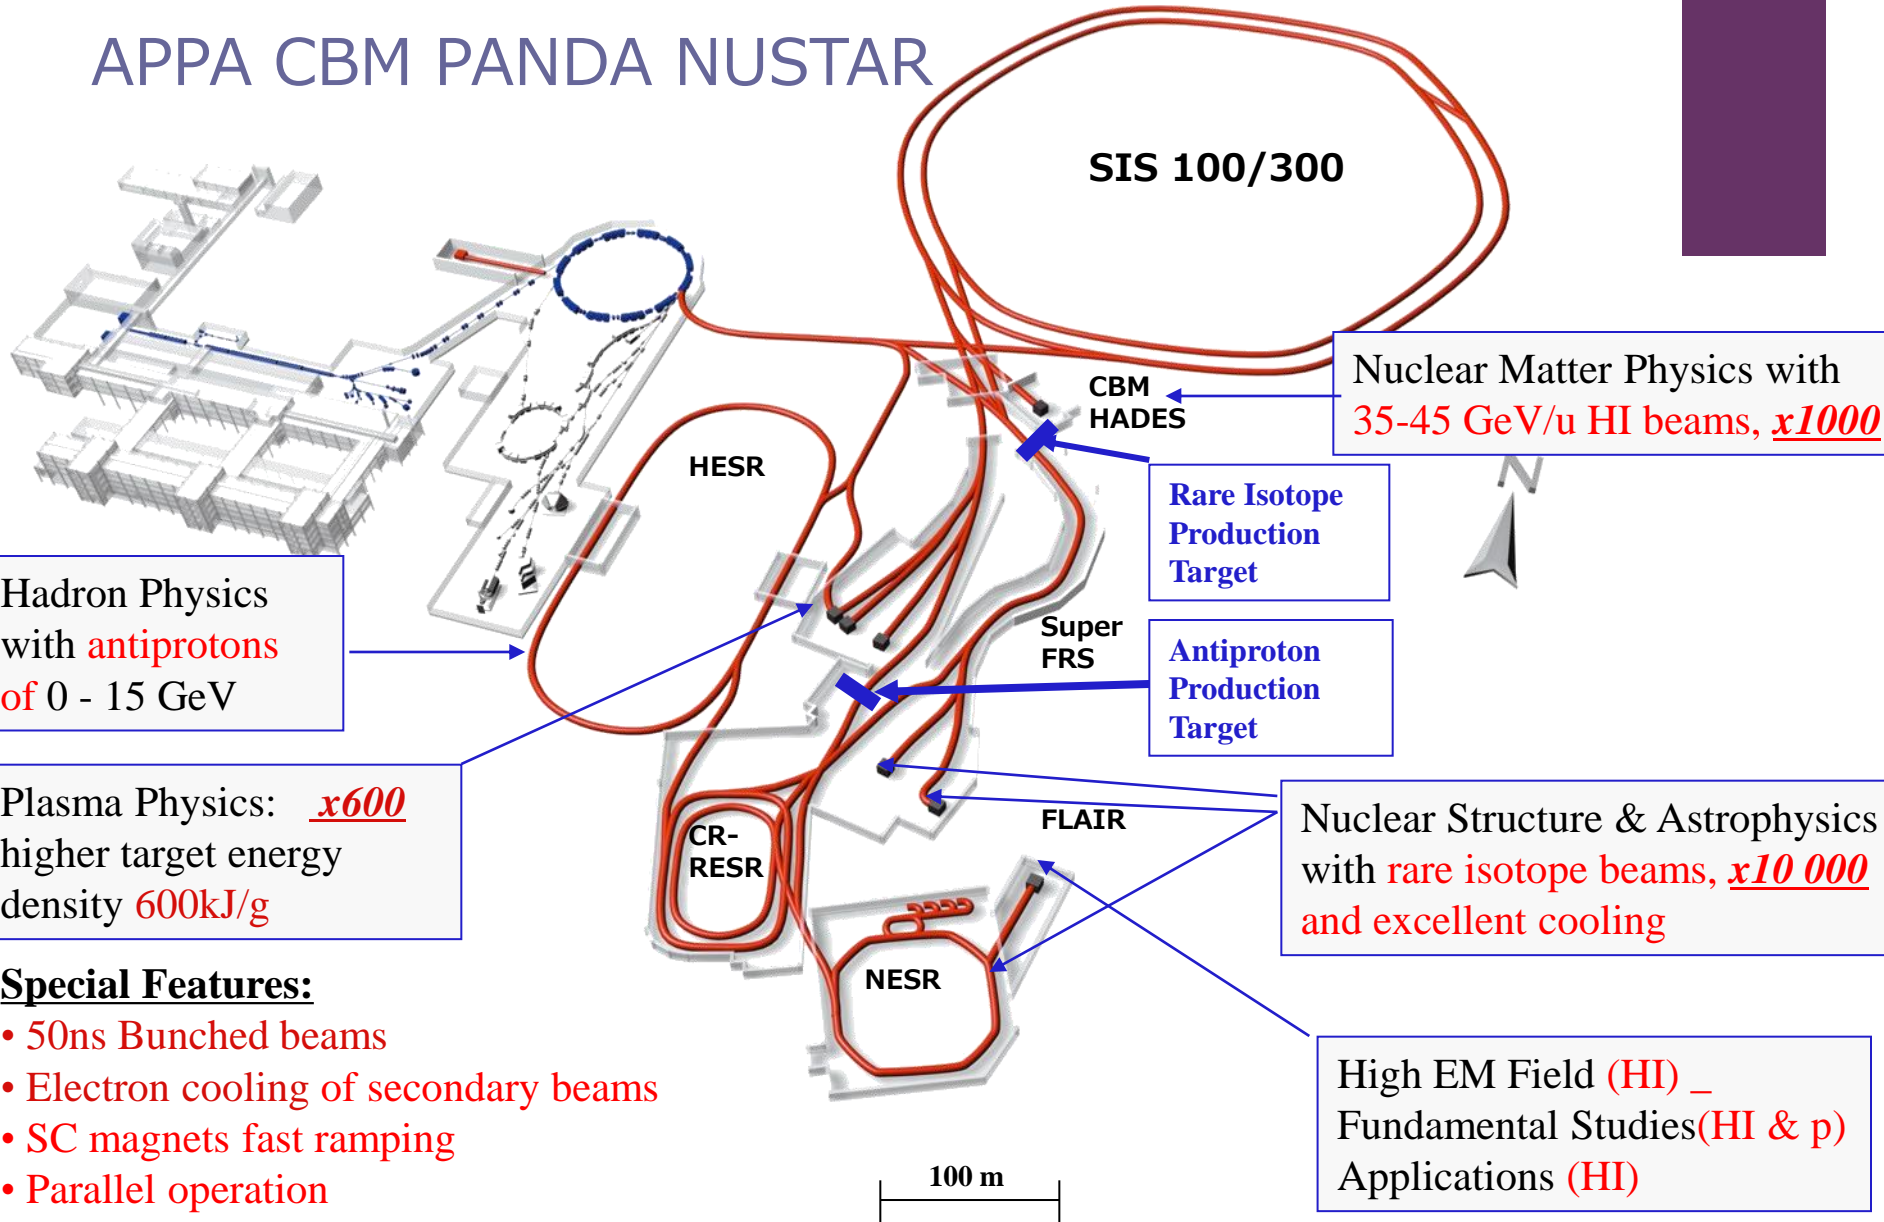 APPA CBM PANDA NUSTAR
SIS 100/300
Nuclear Matter Physics with
35-45 GeV/u HI beams, x1000
CBM
HADES
HESR
N
Rare Isotope
Production
Target
Hadron Physics
with antiprotons
of 0 - 15 GeV
Super
FRS
Antiproton
Production
Target
Plasma Physics: x600
higher target energy
density 600kJ/g
CR-
RESR
FLAIR
Nuclear Structure & Astrophysics
with rare isotope beams, x10 000
and excellent cooling
NESR
Special Features:
• 50ns Bunched beams
• Electron cooling of secondary beams
• SC magnets fast ramping
• Parallel operation
100 m
High EM Field (HI) _
Fundamental Studies(HI & p)
Applications (HI)